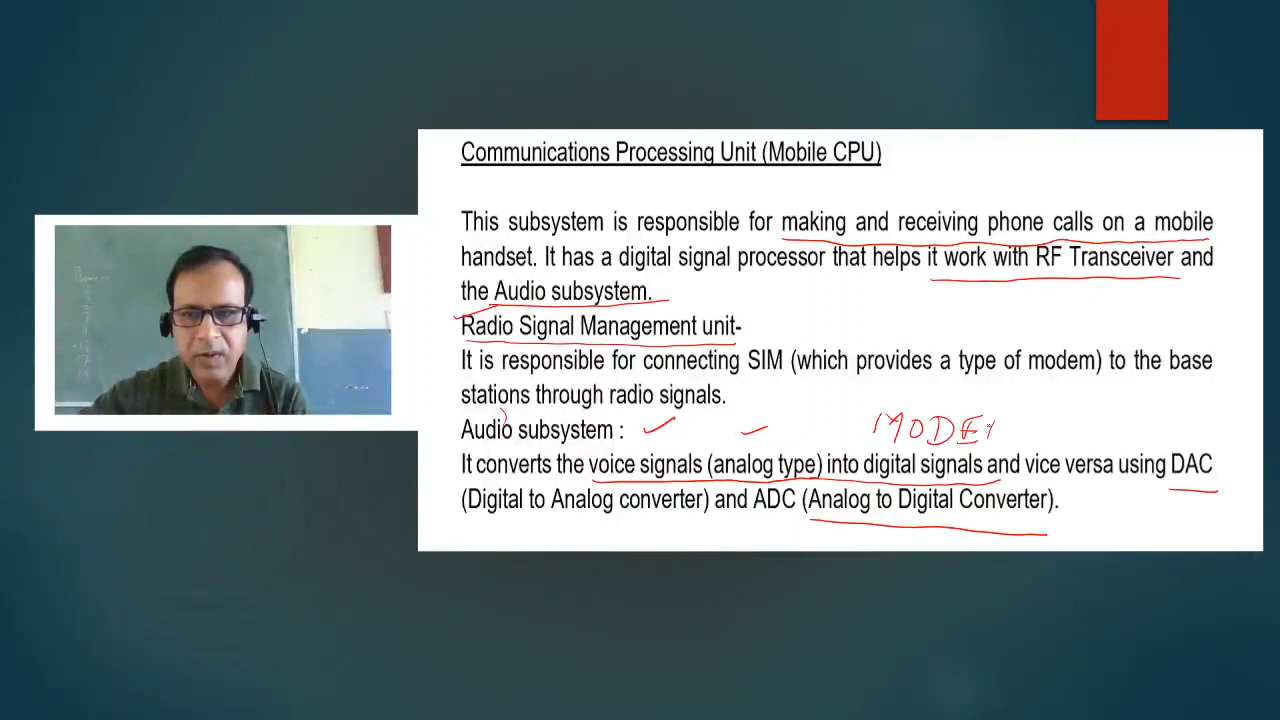 Communications Processing Unit (Mobile CPU)
This subsystem is responsible for making and receiving phone calls on a mobile
handset. It has a digital signal processor that helps it work with RF Transceiver and
the Audio subsystem.
Radio Signal Management unit-
It is responsible for connecting SIM (which provides a type of modem) to the base
stations through radio signals.
MODE
Audio subsystem :
It converts the voice signals (analog type) into digital signals and vice versa using DAC
(Digital to Analog converter) and ADC (Analog to Digital Converter).